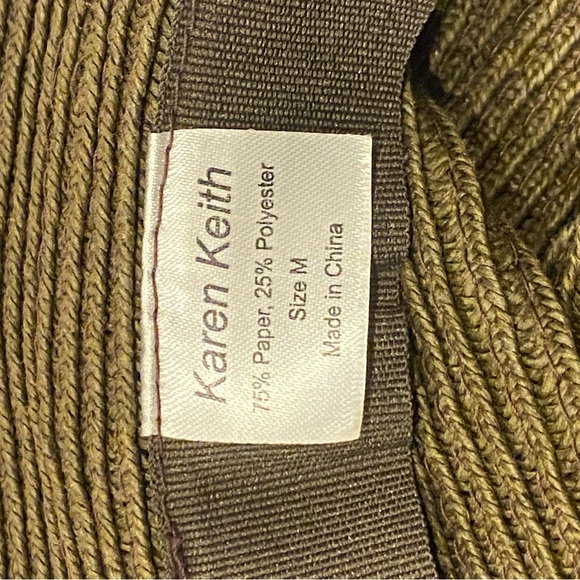 Karen Keith
75% Paper, 25% Polyester
Size M
Made in China